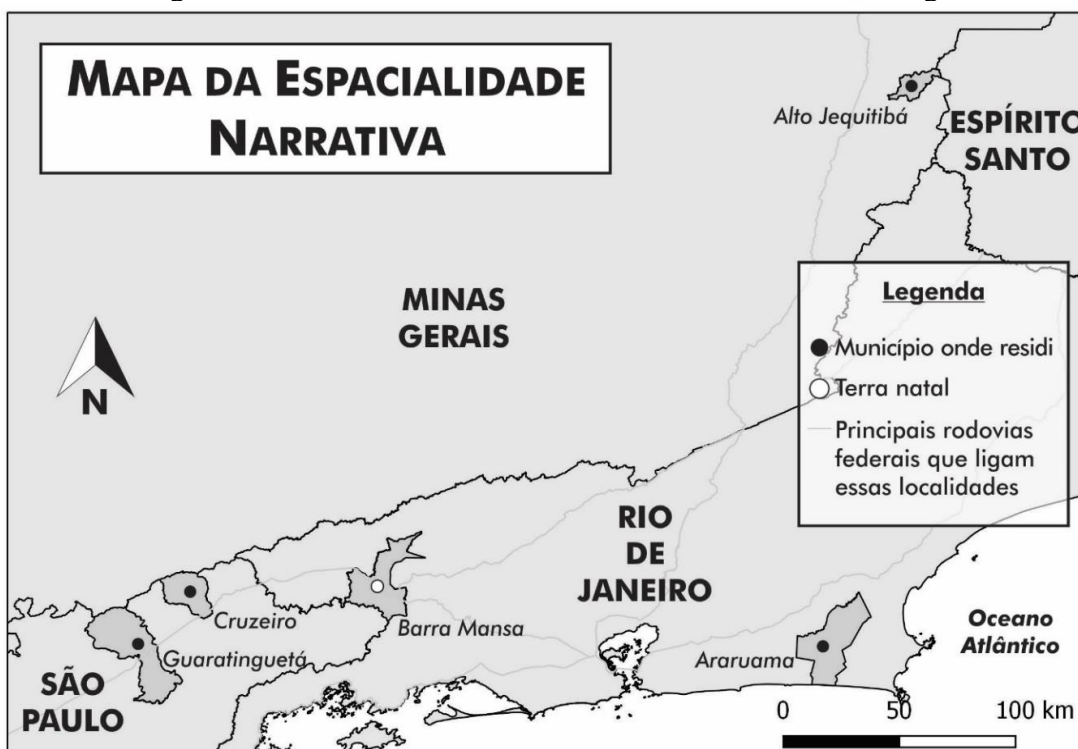 MAPA DA ESPACIALIDADE
NARRATIVA
Alto Jequitibá
ESPÍRITO
SANTO
MINAS
GERAIS
N
Legenda
Município onde residi
Terra natal
Principais rodovias
federais que ligam
essas localidades
RIO
DE
JANEIRO
Cruzeiro
Barra Mansa
Guaratinguetá
Araruama
Oceano
Atlântico
SÃO
PAULO
0 50 100 km